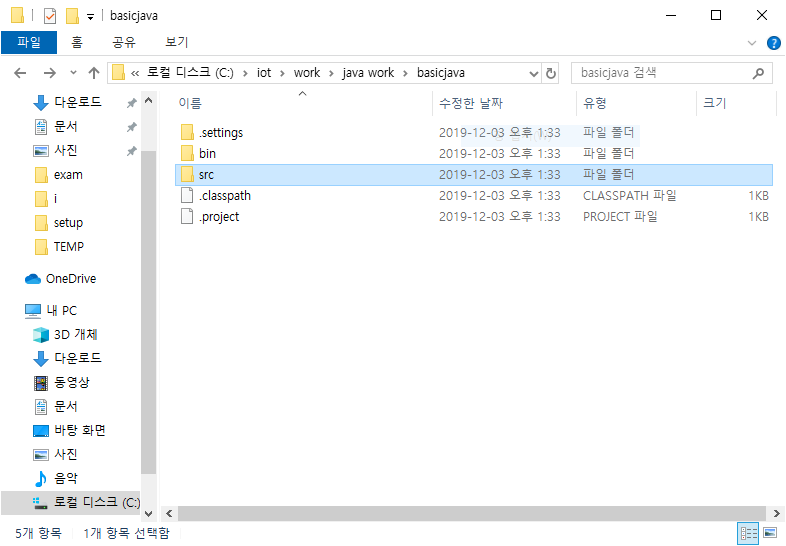 basicjava
파일 홈 공유 보기
« 로컬 디스크 (C:) › iot › work › java work › basicjava basicjava 검색
다운로드
문서
사진
exam
i
setup
TEMP
OneDrive
내 PC
3D 개체
다운로드
동영상
문서
바탕 화면
사진
음악
로컬 디스크 (C:)
이름 수정한 날짜 유형 크기
.settings 2019-12-03 오후 1:33 파일 폴더
bin 2019-12-03 오후 1:33 파일 폴더
src 2019-12-03 오후 1:33 파일 폴더
.classpath 2019-12-03 오후 1:33 CLASSPATH 파일 1KB
.project 2019-12-03 오후 1:33 PROJECT 파일 1KB
5개 항목 1개 항목 선택함